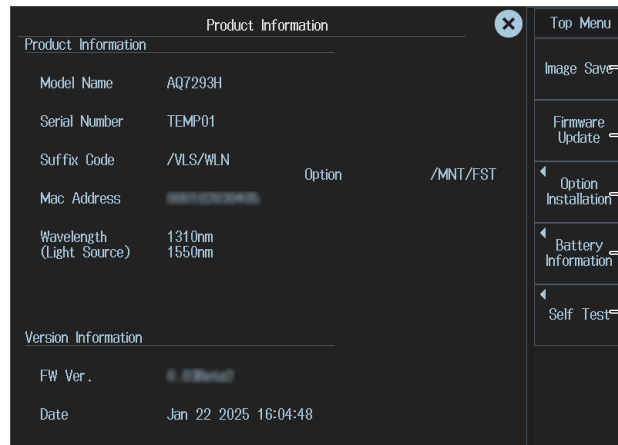 Product Information
Top Menu
Product Information
Model Name AQ7293H
Serial Number TEMP01
Suffix Code /VLS/WLN
Option /MNT/FST
Mac Address
Wavelength 1310nm
(Light Source) 1550nm
Version Information
FW Ver.
Date Jan 22 2025 16:04:48
Image Save
Firmware
Update
Option
Installation
Battery
Information
Self Test